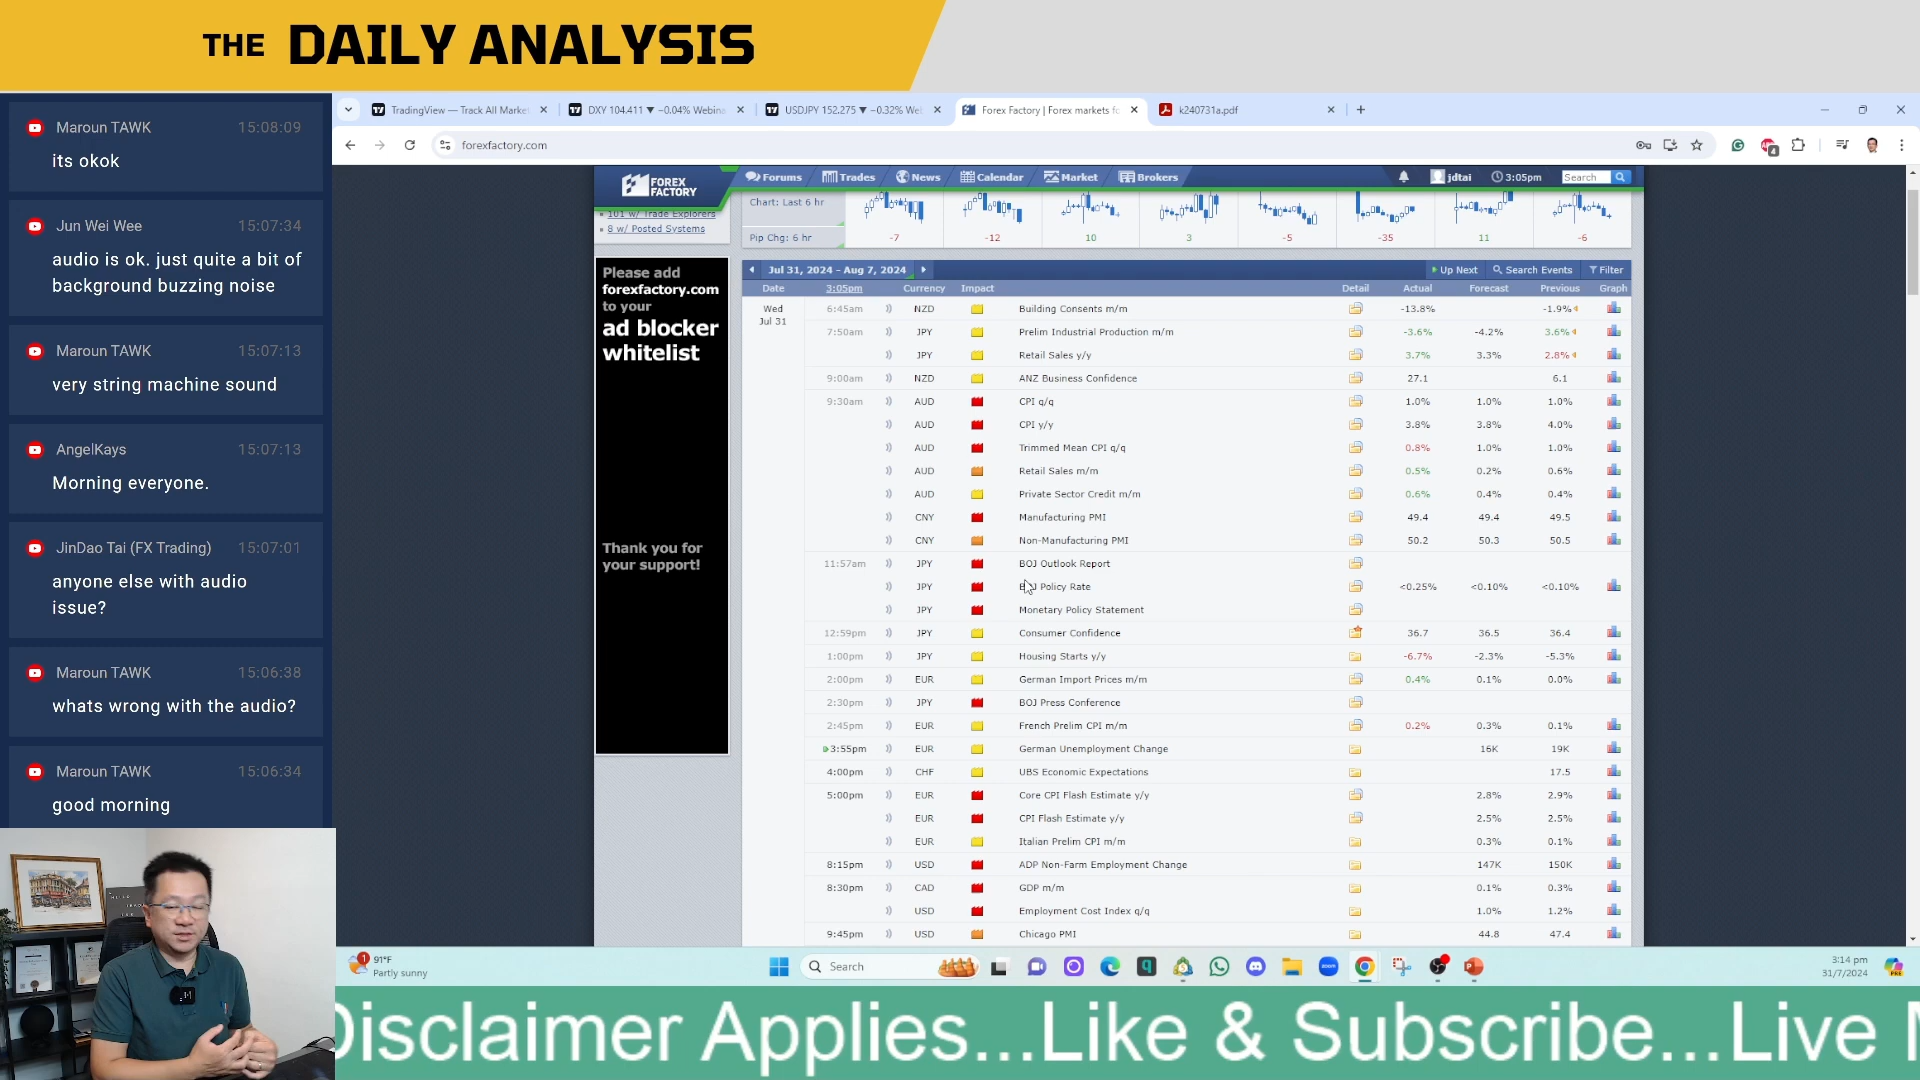 THE DAILY ANALYSIS
Maroun TAWK 15:08:09
its okok
Jun Wei Wee 15:07:34
audio is ok. just quite a bit of
background buzzing noise
Maroun TAWK 15:07:13
very string machine sound
AngelKays 15:07:13
Morning everyone.
JinDao Tai (FX Trading) 15:07:01
anyone else with audio
issue?
Maroun TAWK 15:06:38
whats wrong with the audio?
Maroun TAWK 15:06:34
good morning
TradingView — Track All Market
DXY 104.411 ▼ −0.04% Webina
USDJPY 152.275 ▼ −0.32% We
Forex Factory | Forex markets fo
k240731a.pdf
forexfactory.com
FOREX
FACTORY
Forums Trades News Calendar Market Brokers
jdtai 3:05pm Search
101 w/ Trade Explorers
8 w/ Posted Systems
Chart: Last 6 hr
Pip Chg: 6 hr -7 -12 10 3 -5 -35 11 -6
Please add
forexfactory.com
to your
ad blocker
whitelist
Thank you for
your support!
Jul 31, 2024 - Aug 7, 2024 Up Next Search Events Filter
Date 3:05pm Currency Impact Detail Actual Forecast Previous Graph
Wed
Jul 31
6:45am NZD Building Consents m/m -13.8% -1.9%
7:50am JPY Prelim Industrial Production m/m -3.6% -4.2% 3.6%
JPY Retail Sales y/y 3.7% 3.3% 2.8%
9:00am NZD ANZ Business Confidence 27.1 6.1
9:30am AUD CPI q/q 1.0% 1.0% 1.0%
AUD CPI y/y 3.8% 3.8% 4.0%
AUD Trimmed Mean CPI q/q 0.8% 1.0% 1.0%
AUD Retail Sales m/m 0.5% 0.2% 0.6%
AUD Private Sector Credit m/m 0.6% 0.4% 0.4%
CNY Manufacturing PMI 49.4 49.4 49.5
CNY Non-Manufacturing PMI 50.2 50.3 50.5
11:57am JPY BOJ Outlook Report
JPY BOJ Policy Rate <0.25% <0.10% <0.10%
JPY Monetary Policy Statement
12:59pm JPY Consumer Confidence 36.7 36.5 36.4
1:00pm JPY Housing Starts y/y -6.7% -2.3% -5.3%
2:00pm EUR German Import Prices m/m 0.4% 0.1% 0.0%
2:30pm JPY BOJ Press Conference
2:45pm EUR French Prelim CPI m/m 0.2% 0.3% 0.1%
3:55pm EUR German Unemployment Change 16K 19K
4:00pm CHF UBS Economic Expectations 17.5
5:00pm EUR Core CPI Flash Estimate y/y 2.8% 2.9%
EUR CPI Flash Estimate y/y 2.5% 2.5%
EUR Italian Prelim CPI m/m 0.3% 0.1%
8:15pm USD ADP Non-Farm Employment Change 147K 150K
8:30pm CAD GDP m/m 0.1% 0.3%
USD Employment Cost Index q/q 1.0% 1.2%
9:45pm USD Chicago PMI 44.8 47.4
91°F
Partly sunny
Search
3:14 pm
31/7/2024
Disclaimer Applies...Like & Subscribe...Live